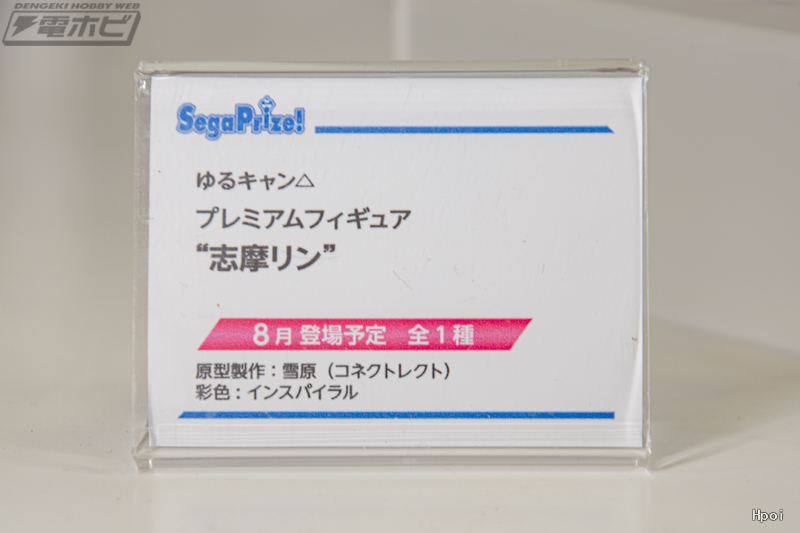 DENGEKI HOBBY WEB
電ホビ
SegaPrize!
ゆるキャン△
プレミアムフィギュア
“志摩リン”
8月 登場予定　全1種
原型製作：雪原（コネクトレクト）
彩色：インスパイラル
Hpoi